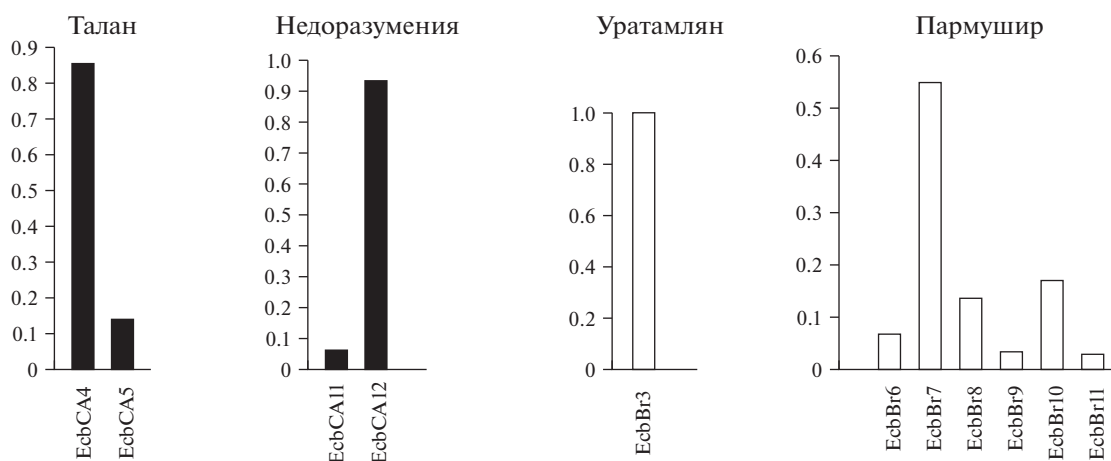 Талан
0.9
0.8
0.7
0.6
0.5
0.4
0.3
0.2
0.1
0
EcbCA4
EcbCA5
Недоразумения
1.0
0.9
0.8
0.7
0.6
0.5
0.4
0.3
0.2
0.1
0
EcbCA11
EcbCA12
Уратамлян
1.0
0.8
0.6
0.4
0.2
0
EcbBr3
Пармушир
0.6
0.5
0.4
0.3
0.2
0.1
0
EcbBr6
EcbBr7
EcbBr8
EcbBr9
EcbBr10
EcbBr11